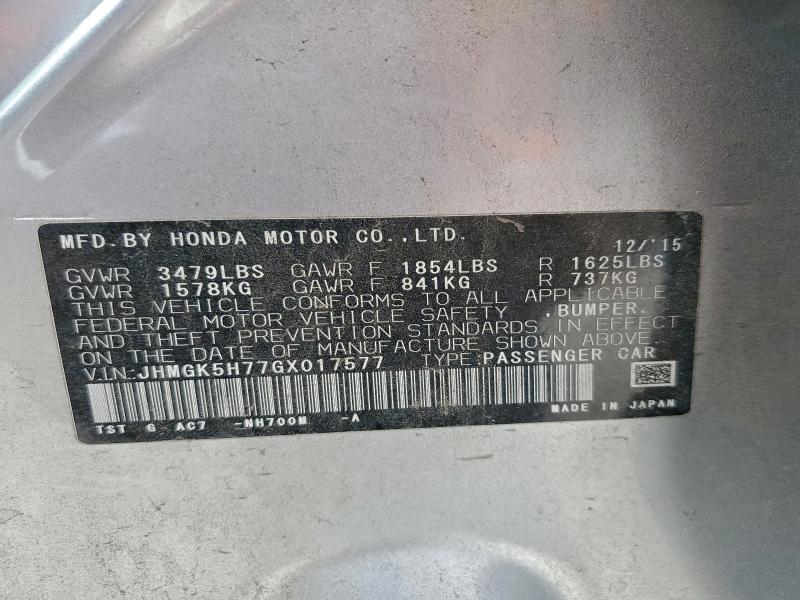 MFD.BY HONDA MOTOR CO.,LTD. 12/'15
GVWR 3479LBS GAWR F 1854LBS R 1625LBS
GVWR 1578KG GAWR F 841KG R 737KG
THIS VEHICLE CONFORMS TO ALL APPLICABLE
FEDERAL MOTOR VEHICLE SAFETY ,BUMPER,
AND THEFT PREVENTION STANDARDS IN EFFECT
ON THE DATE OF MANUFACTURE SHOWN ABOVE.
V.I.N:JHMGK5H77GX017577 TYPE:PASSENGER CAR
MADE IN JAPAN
TST G AC7 -NH700M -A